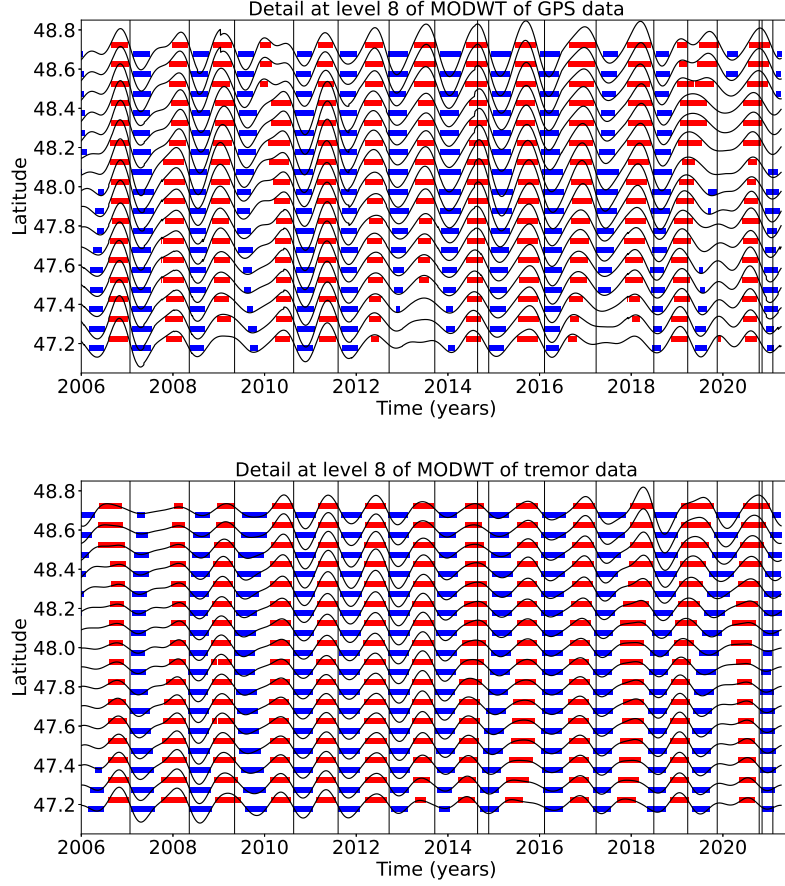 Detail at level 8 of MODWT of GPS data
48.8
48.6
48.4
48.2
48.0
47.8
47.6
47.4
47.2
Latitude
2006 2008 2010 2012 2014 2016 2018 2020
Time (years)
Detail at level 8 of MODWT of tremor data
48.8
48.6
48.4
48.2
48.0
47.8
47.6
47.4
47.2
Latitude
2006 2008 2010 2012 2014 2016 2018 2020
Time (years)